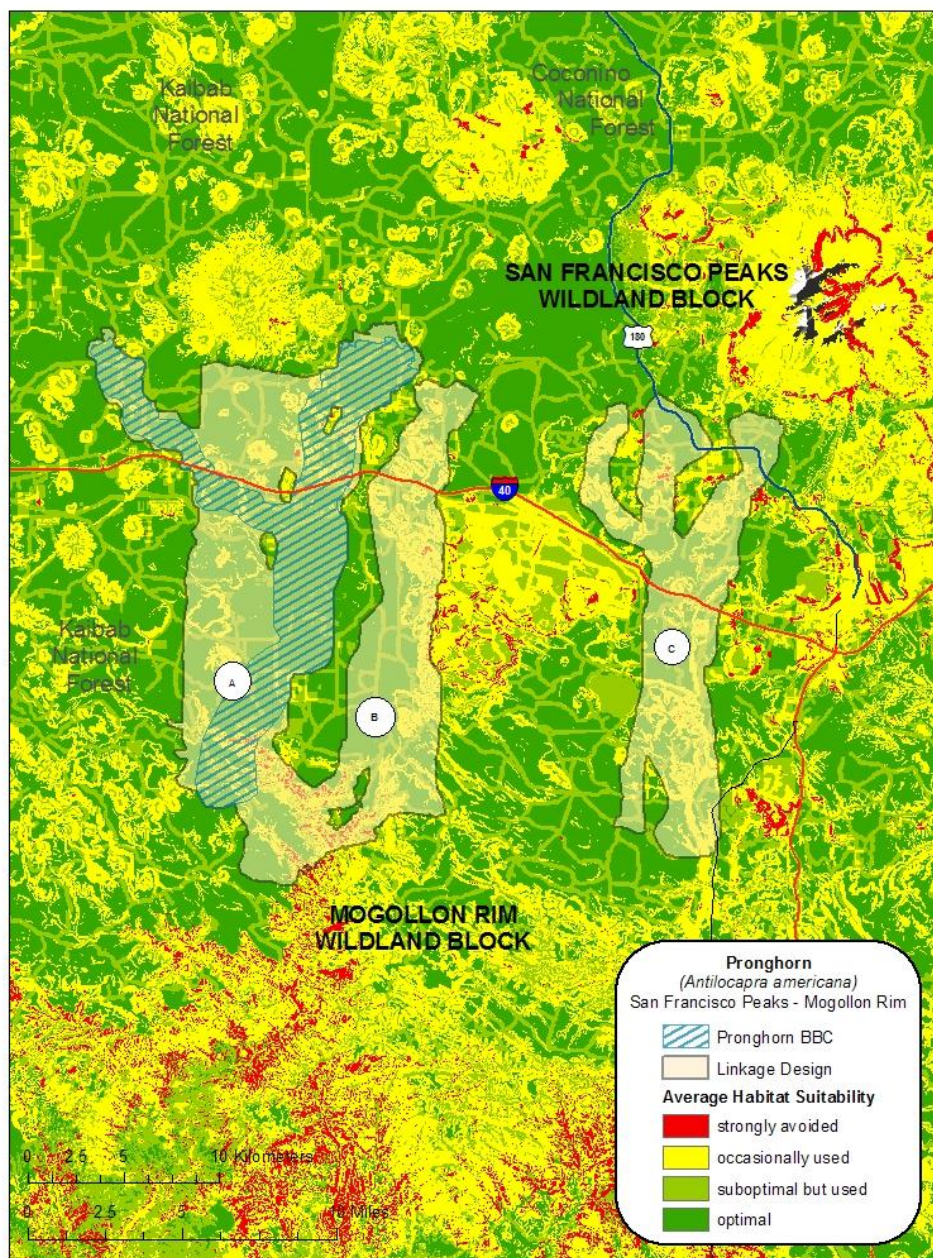 Kaibab
National
Forest
Coconino
National
Forest
SAN FRANCISCO PEAKS
WILDLAND BLOCK
180
40
Kaibab
National
Forest
A
B
C
MOGOLLON RIM
WILDLAND BLOCK
Pronghorn
(Antilocapra americana)
San Francisco Peaks - Mogollon Rim
Pronghorn BBC
Linkage Design
Average Habitat Suitability
strongly avoided
occasionally used
suboptimal but used
optimal
0 2.5 5 10 Kilometers
0 2.5 5 10 Miles